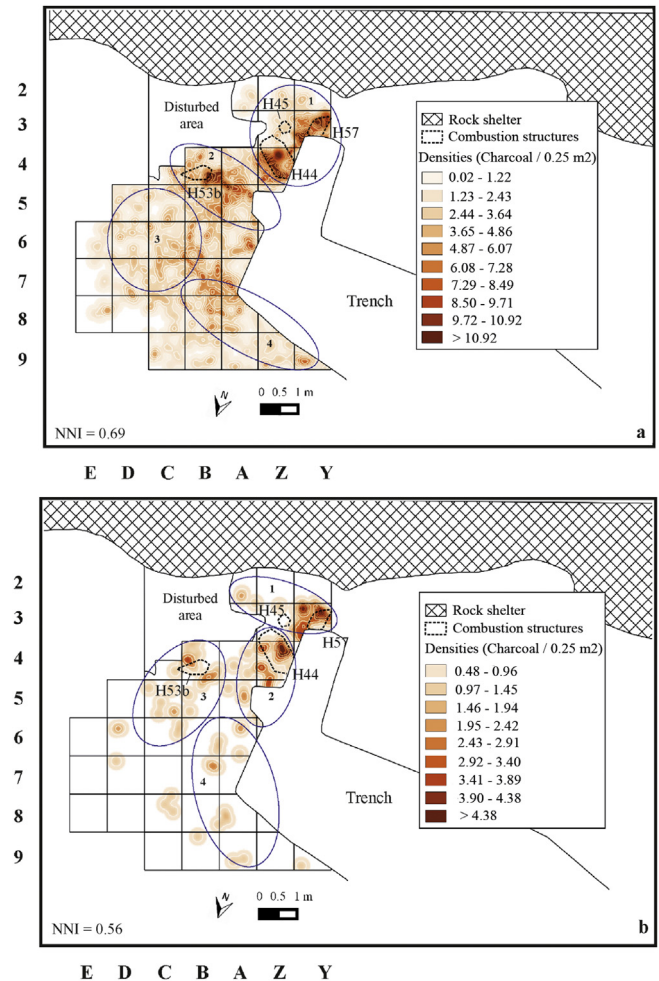 2
3
4
5
6
7
8
9
Disturbed
area
H45
1
H57
2
H44
H53b
3
4
Trench
Rock shelter
Combustion structures
Densities (Charcoal / 0.25 m2)
0.02 - 1.22
1.23 - 2.43
2.44 - 3.64
3.65 - 4.86
4.87 - 6.07
6.08 - 7.28
7.29 - 8.49
8.50 - 9.71
9.72 - 10.92
> 10.92
N
0 0.5 1 m
NNI = 0.69
a
E D C B A Z Y
2
3
4
5
6
7
8
9
Disturbed
area
1
H45
H57
H44
H53b
3
2
4
Trench
Rock shelter
Combustion structures
Densities (Charcoal / 0.25 m2)
0.48 - 0.96
0.97 - 1.45
1.46 - 1.94
1.95 - 2.42
2.43 - 2.91
2.92 - 3.40
3.41 - 3.89
3.90 - 4.38
> 4.38
N
0 0.5 1 m
NNI = 0.56
b
E D C B A Z Y